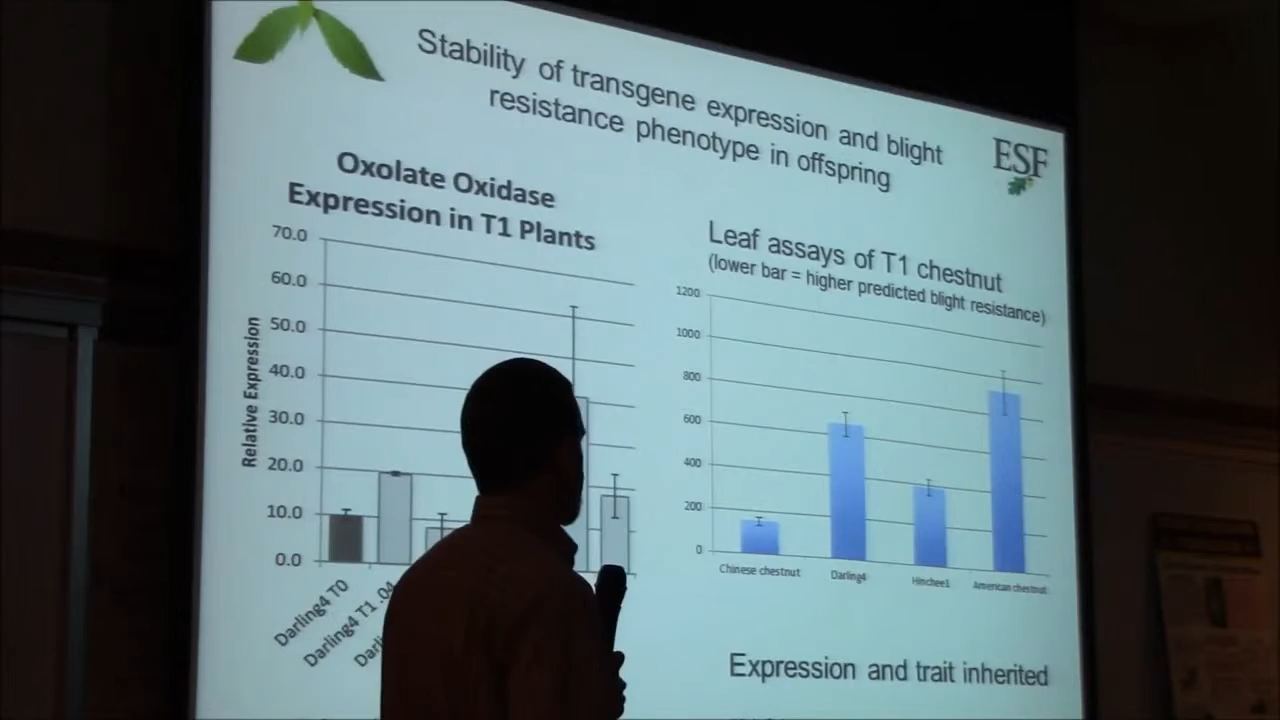 Stability of transgene expression and blight
resistance phenotype in offspring
ESF
Oxolate Oxidase
Expression in T1 Plants
70.0
60.0
50.0
40.0
30.0
20.0
10.0
0.0
Relative Expression
Darling4 T0
Darling4 T1 .04
Leaf assays of T1 chestnut
(lower bar = higher predicted blight resistance)
1200
1000
800
600
400
200
0
Chinese chestnut
Darling4
Hinchee1
American chestnut
Expression and trait inherited